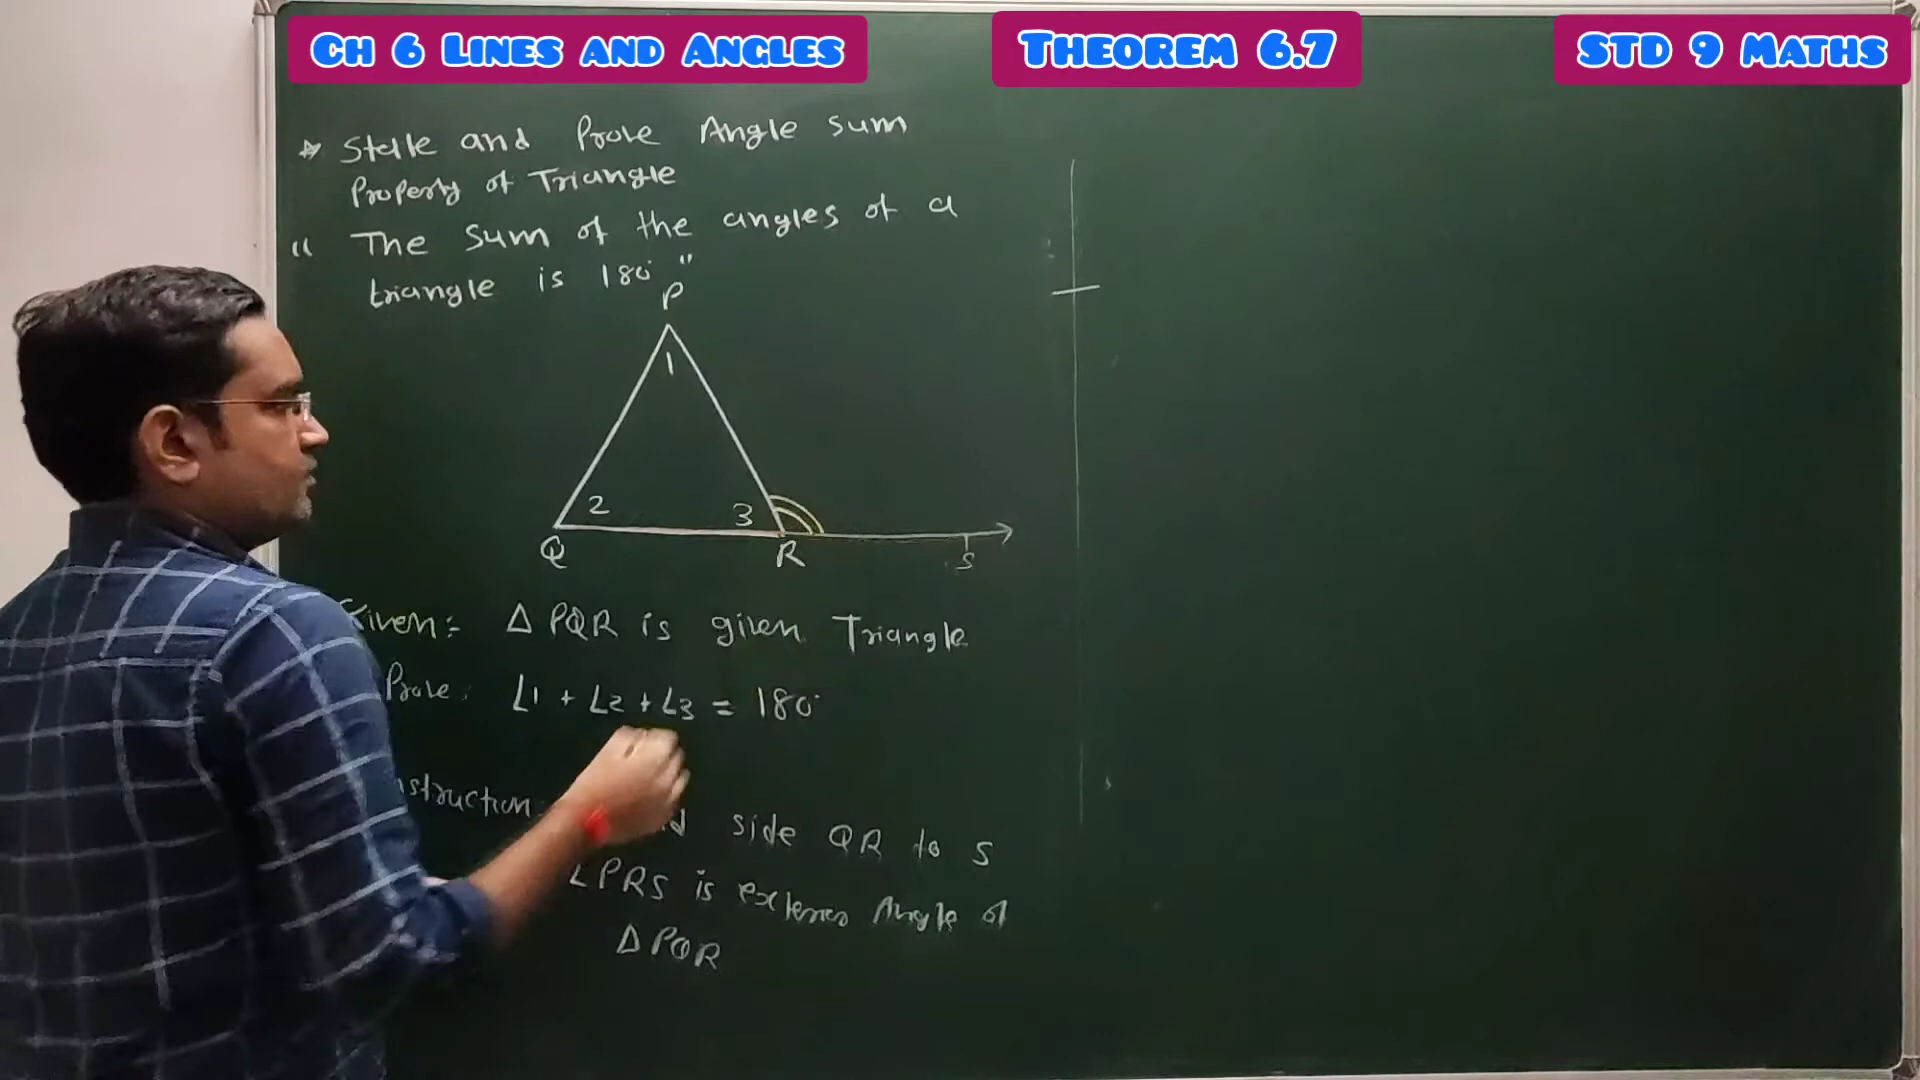 CH 6 LINES AND ANGLES
THEOREM 6.7
STD 9 MATHS
State and Prove Angle sum
Property of Triangle
" The sum of the angles of a
triangle is 180° "
P
1
2
3
Q
R
S
Given:- Δ PQR is given Triangle
Prove: ∠1 + ∠2 + ∠3 = 180°
side QR to S
∠PRS is Angle of
Δ PQR